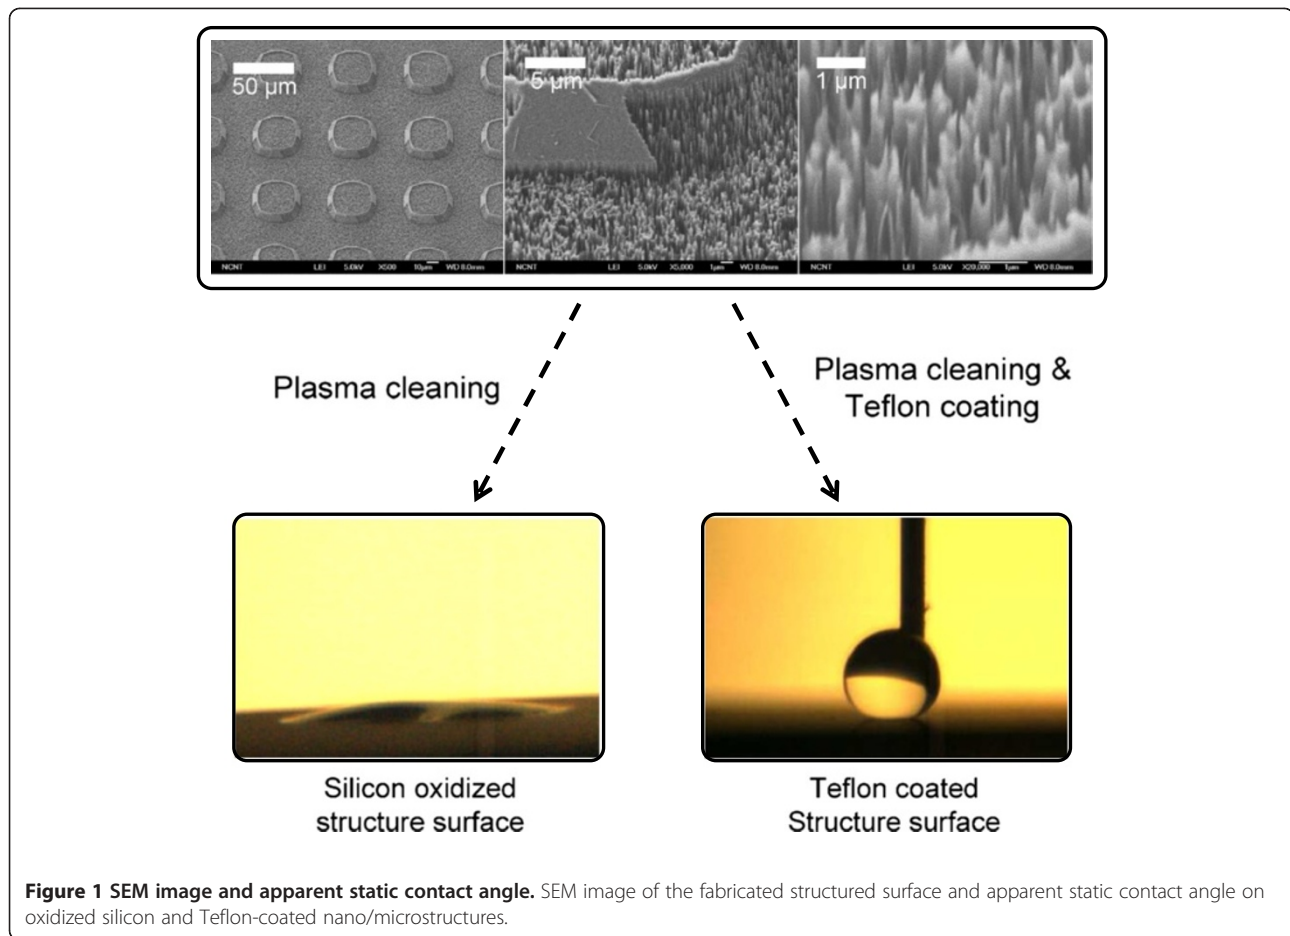 50 µm
5 µm
1 µm
NCNT LEI 5.0kV X500 10µm WD 8.0mm
NCNT LEI 5.0kV X5,000 1µm WD 8.0mm
NCNT LEI 5.0kV X20,000 1µm WD 8.0mm
Plasma cleaning
Plasma cleaning &
Teflon coating
Silicon oxidized
structure surface
Teflon coated
Structure surface
Figure 1 SEM image and apparent static contact angle. SEM image of the fabricated structured surface and apparent static contact angle on
oxidized silicon and Teflon-coated nano/microstructures.